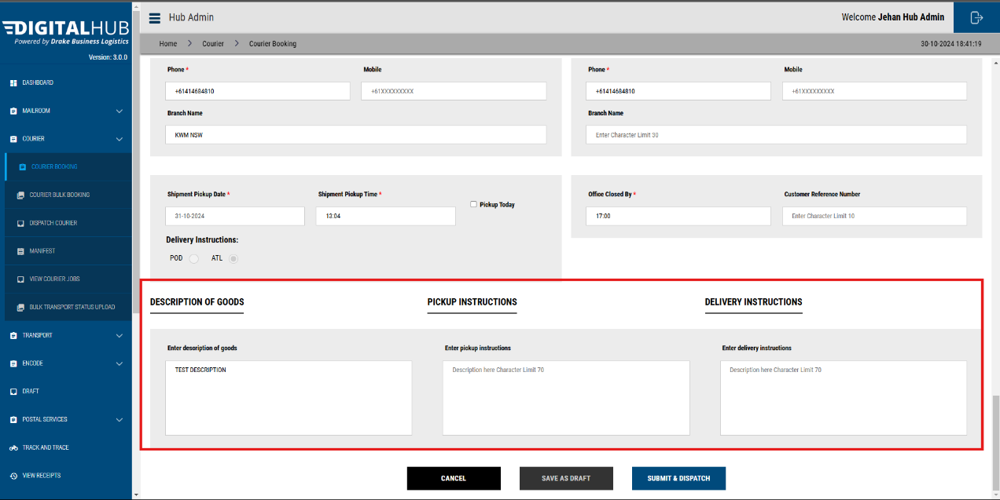 DIGITALHUB
Powered by Drake Business Logistics
Version: 3.0.0
DASHBOARD
MAILROOM
COURIER
COURIER BOOKING
COURIER BULK BOOKING
DISPATCH COURIER
MANIFEST
VIEW COURIER JOBS
BULK TRANSPORT STATUS UPLOAD
TRANSPORT
ENCODE
DRAFT
POSTAL SERVICES
TRACK AND TRACE
VIEW RECEIPTS
Hub Admin
Welcome Jehan Hub Admin
Home > Courier > Courier Booking
30-10-2024 18:41:19
Phone * Mobile
+61414684810 +61XXXXXXXXX
Branch Name
KWM NSW
Phone * Mobile
+61414684810 +61XXXXXXXXX
Branch Name
Enter Character Limit 30
Shipment Pickup Date * Shipment Pickup Time *
31-10-2024 13:04 Pickup Today
Delivery Instructions:
POD ATL
Office Closed By * Customer Reference Number
17:00 Enter Character Limit 10
DESCRIPTION OF GOODS
Enter description of goods
TEST DESCRIPTION
PICKUP INSTRUCTIONS
Enter pickup instructions
Description here Character Limit 70
DELIVERY INSTRUCTIONS
Enter delivery instructions
Description here Character Limit 70
CANCEL SAVE AS DRAFT SUBMIT & DISPATCH